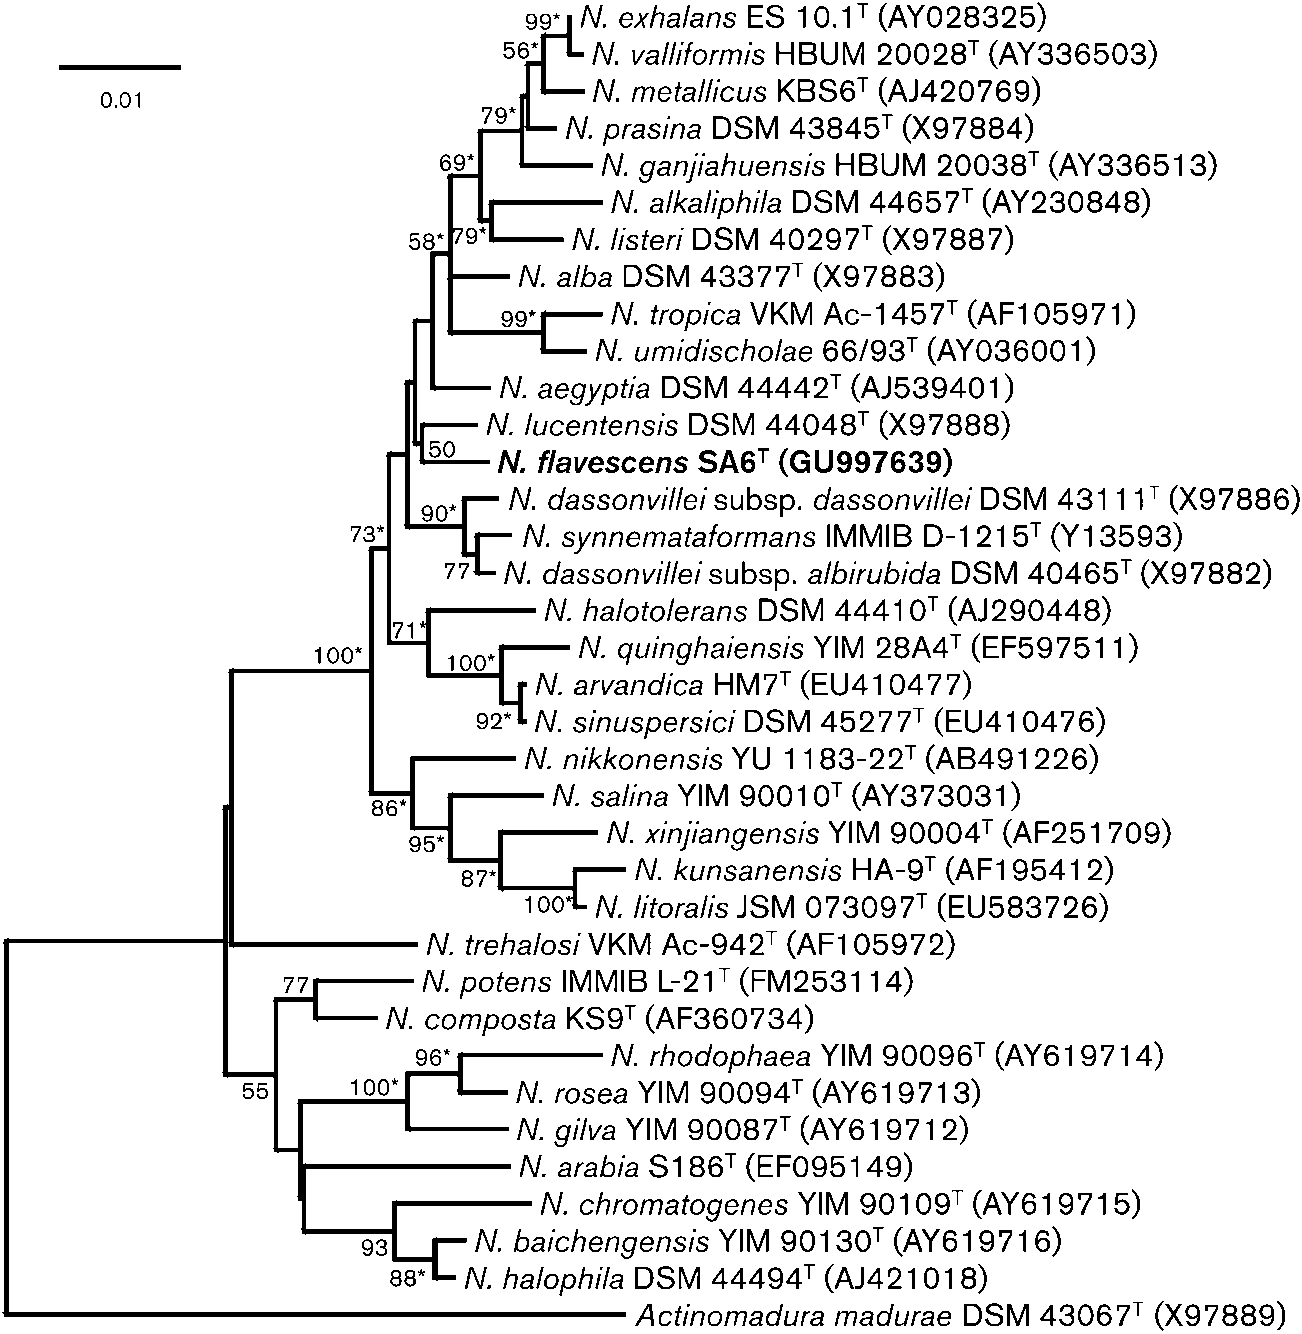 99* N. exhalans ES 10.1ᵀ (AY028325)
56* N. valliformis HBUM 20028ᵀ (AY336503)
0.01 N. metallicus KBS6ᵀ (AJ420769)
79* N. prasina DSM 43845ᵀ (X97884)
69* N. ganjiahuensis HBUM 20038ᵀ (AY336513)
N. alkaliphila DSM 44657ᵀ (AY230848)
58* 79* N. listeri DSM 40297ᵀ (X97887)
N. alba DSM 43377ᵀ (X97883)
99* N. tropica VKM Ac-1457ᵀ (AF105971)
N. umidischolae 66/93ᵀ (AY036001)
N. aegyptia DSM 44442ᵀ (AJ539401)
N. lucentensis DSM 44048ᵀ (X97888)
50 N. flavescens SA6ᵀ (GU997639)
N. dassonvillei subsp. dassonvillei DSM 43111ᵀ (X97886)
90*
73* N. synnemataformans IMMIB D-1215ᵀ (Y13593)
77 N. dassonvillei subsp. albirubida DSM 40465ᵀ (X97882)
N. halotolerans DSM 44410ᵀ (AJ290448)
71*
100* 100* N. quinghaiensis YIM 28A4ᵀ (EF597511)
N. arvandica HM7ᵀ (EU410477)
92* N. sinuspersici DSM 45277ᵀ (EU410476)
N. nikkonensis YU 1183-22ᵀ (AB491226)
86* N. salina YIM 90010ᵀ (AY373031)
95* N. xinjiangensis YIM 90004ᵀ (AF251709)
87* N. kunsanensis HA-9ᵀ (AF195412)
100* N. litoralis JSM 073097ᵀ (EU583726)
N. trehalosi VKM Ac-942ᵀ (AF105972)
77 N. potens IMMIB L-21ᵀ (FM253114)
N. composta KS9ᵀ (AF360734)
96* N. rhodophaea YIM 90096ᵀ (AY619714)
55 100* N. rosea YIM 90094ᵀ (AY619713)
N. gilva YIM 90087ᵀ (AY619712)
N. arabia S186ᵀ (EF095149)
N. chromatogenes YIM 90109ᵀ (AY619715)
93 N. baichengensis YIM 90130ᵀ (AY619716)
88* N. halophila DSM 44494ᵀ (AJ421018)
Actinomadura madurae DSM 43067ᵀ (X97889)